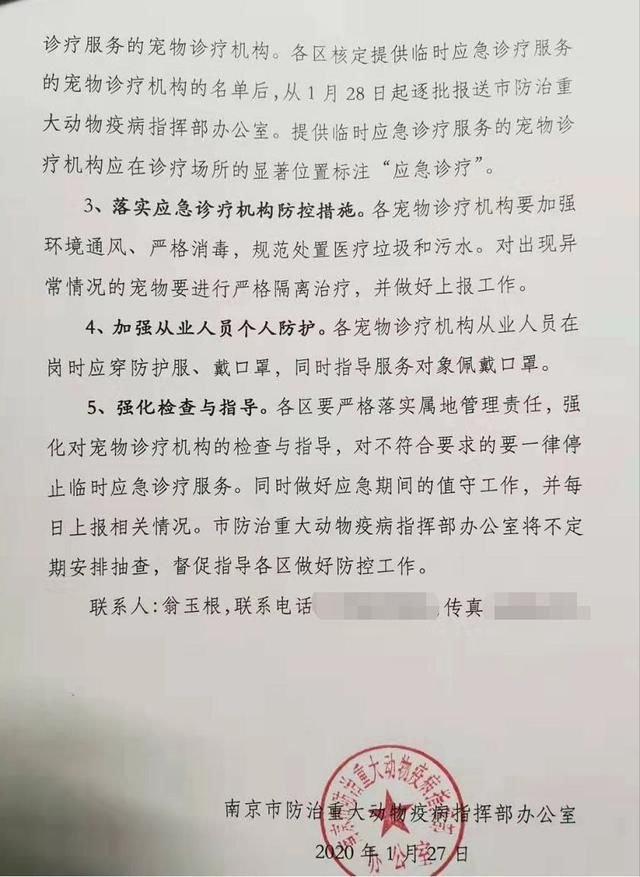 诊疗服务的宠物诊疗机构。各区核定提供临时应急诊疗服务
的宠物诊疗机构的名单后,从1月28日起逐批报送市防治重
大动物疫病指挥部办公室。提供临时应急诊疗服务的宠物诊
疗机构应在诊疗场所的显著位置标注“应急诊疗”。
3、落实应急诊疗机构防控措施。各宠物诊疗机构要加强
环境通风、严格消毒，规范处置医疗垃圾和污水。对出现异
常情况的宠物要进行严格隔离治疗，并做好上报工作。
4、加强从业人员个人防护。各宠物诊疗机构从业人员在
岗时应穿防护服、戴口罩，同时指导服务对象佩戴口罩。
5、强化检查与指导。各区要严格落实属地管理责任，强
化对宠物诊疗机构的检查与指导，对不符合要求的要一律停
止临时应急诊疗服务。同时做好应急期间的值守工作，并每
日上报相关情况。市防治重大动物疫病指挥部办公室将不定
期安排抽查，督促指导各区做好防控工作。
联系人:翁玉根,联系电话
,传真
南京市防治重大动物疫病指挥部办公室
2020年1月27日
办公室